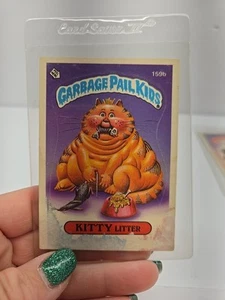 Card Saver II
159b
GARBAGE PAIL KIDS
KITTY LITTER